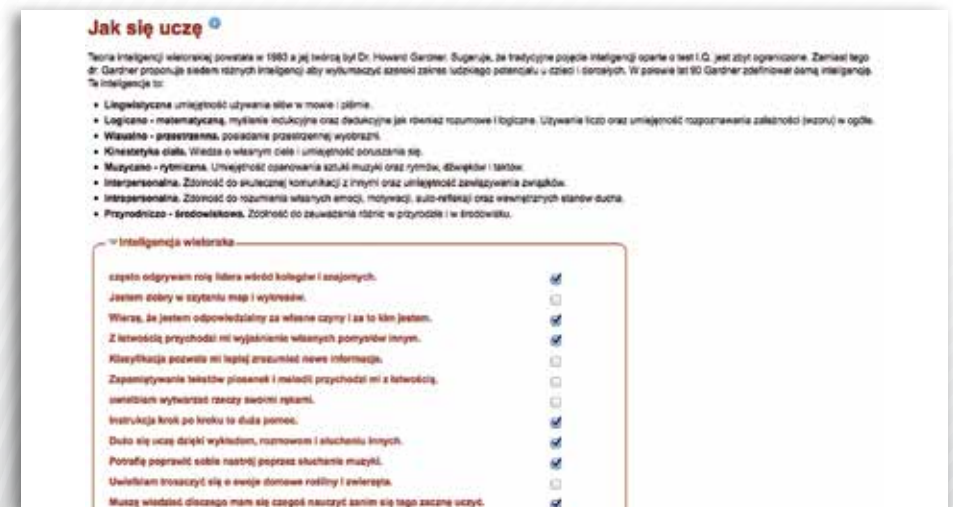 Jak się uczę
Teoria inteligencji wielorakiej powstała w 1983 a jej twórcą był Dr. Howard Gardner. Sugeruje, że tradycyjne pojęcie inteligencji oparte o test I.Q. jest zbyt ograniczone. Zamiast tego
dr. Gardner proponuje siedem różnych inteligencji aby wytłumaczyć szeroki zakres ludzkiego potencjału u dzieci i dorosłych. W połowie lat 90 Gardner zdefiniował ósmą inteligencję.
Te inteligencje to:
• Lingwistyczna umiejętność używania słów w mowie i piśmie.
• Logiczno - matematyczna, myślenie indukcyjne oraz dedukcyjne jak również rozumowe i logiczne. Używanie liczb oraz umiejętność rozpoznawania zależności (wzoru) w ogóle.
• Wizualno - przestrzenna, posiadanie przestrzennej wyobraźni.
• Kinestetyka ciała. Wiedza o własnym ciele i umiejętność poruszania się.
• Muzyczno - rytmiczna. Umiejętność opanowania sztuki muzyki oraz rytmów, dźwięków i taktów.
• Interpersonalna. Zdolność do skutecznej komunikacji z innymi oraz umiejętność zawiązywania związków.
• Intrapersonalna. Zdolność do rozumienia własnych emocji, motywacji, auto-refleksji oraz wewnętrznych stanów ducha.
• Przyrodniczo - środowiskowa. Zdolność do zauważania różnic w przyrodzie i w środowisku.
Inteligencja wieloraka
często odgrywam rolę lidera wśród kolegów i znajomych.
Jestem dobry w czytaniu map i wykresów.
Wierzę, że jestem odpowiedzialny za własne czyny i za to kim jestem.
Z łatwością przychodzi mi wyjaśnienie własnych pomysłów innym.
Klasyfikacja pozwala mi lepiej zrozumieć nowe informacje.
Zapamiętywanie tekstów piosenek i melodii przychodzi mi z łatwością.
uwielbiam wytwarzać rzeczy swoimi rękami.
Instrukcja krok po kroku to duża pomoc.
Dużo się uczę dzięki wykładom, rozmowom i słuchaniu innych.
Potrafię poprawić sobie nastrój poprzez słuchanie muzyki.
Uwielbiam troszczyć się o swoje domowe rośliny i zwierzęta.
Muszę wiedzieć dlaczego mam się czegoś nauczyć zanim się tego zacznę uczyć.